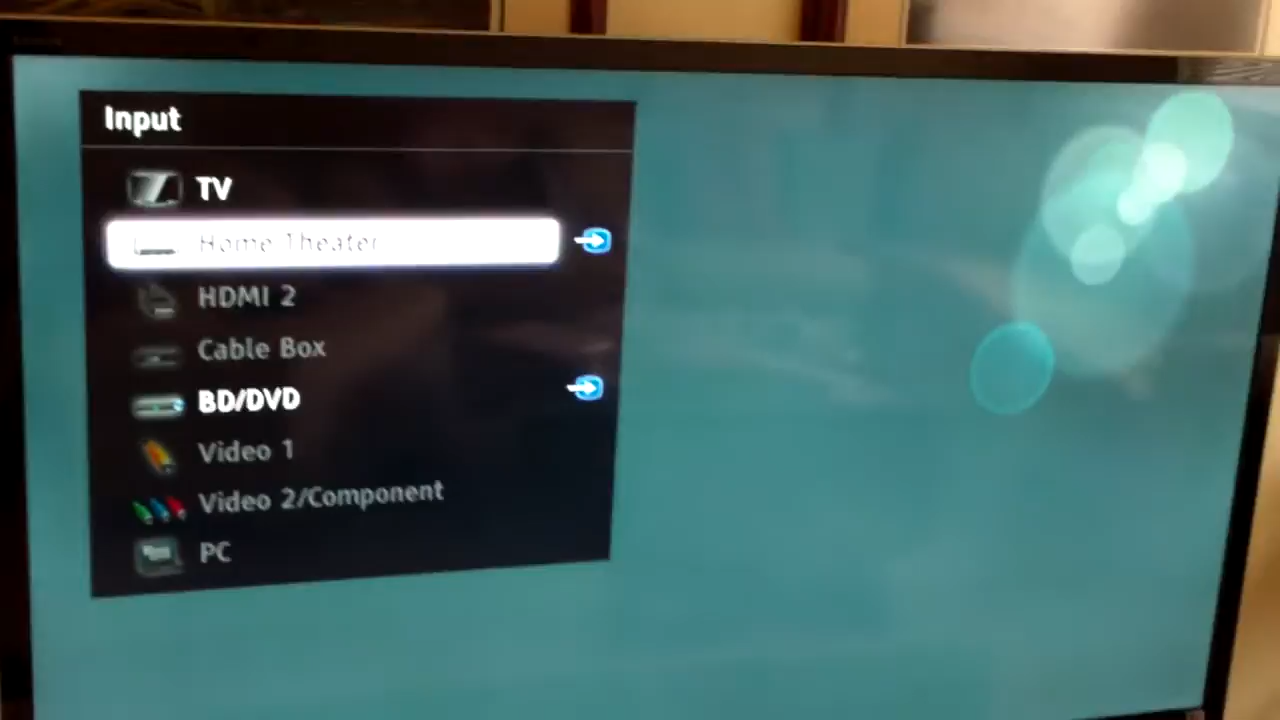 Input
TV
Home Theater
HDMI 2
Cable Box
BD/DVD
Video 1
Video 2/Component
PC